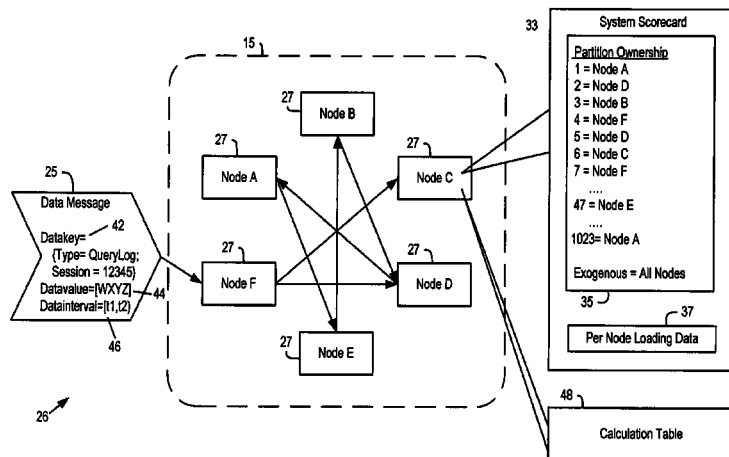 15
33
System Scorecard
Partition Ownership
1 = Node A
2 = Node D
3 = Node B
4 = Node F
5 = Node D
6 = Node C
7 = Node F
....
47 = Node E
....
1023= Node A
Exogenous = All Nodes
35
37
Per Node Loading Data
27
Node B
27
Node A
27
Node C
27
Node F
27
Node D
27
Node E
25
Data Message
42
Datakey=
{Type= QueryLog;
Session = 12345}
Datavalue=[WXYZ]
44
Datainterval=[t1,t2)
46
26
48
Calculation Table